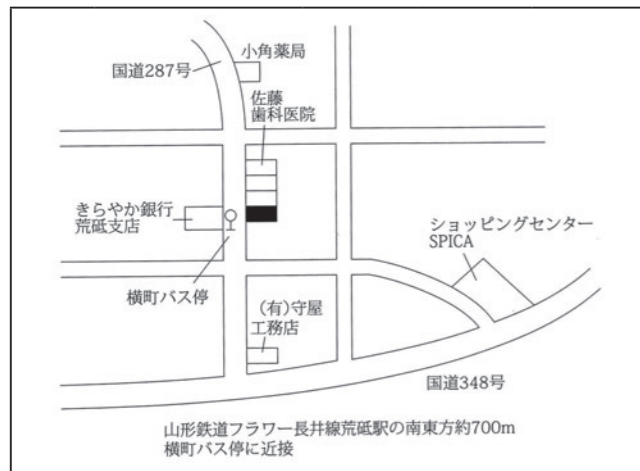 小角薬局
国道287号
佐藤
歯科医院
きらやか銀行
荒砥支店
ショッピングセンター
SPICA
横町バス停
(有)守屋
工務店
国道348号
山形鉄道フラワー長井線荒砥駅の南東方約700m
横町バス停に近接